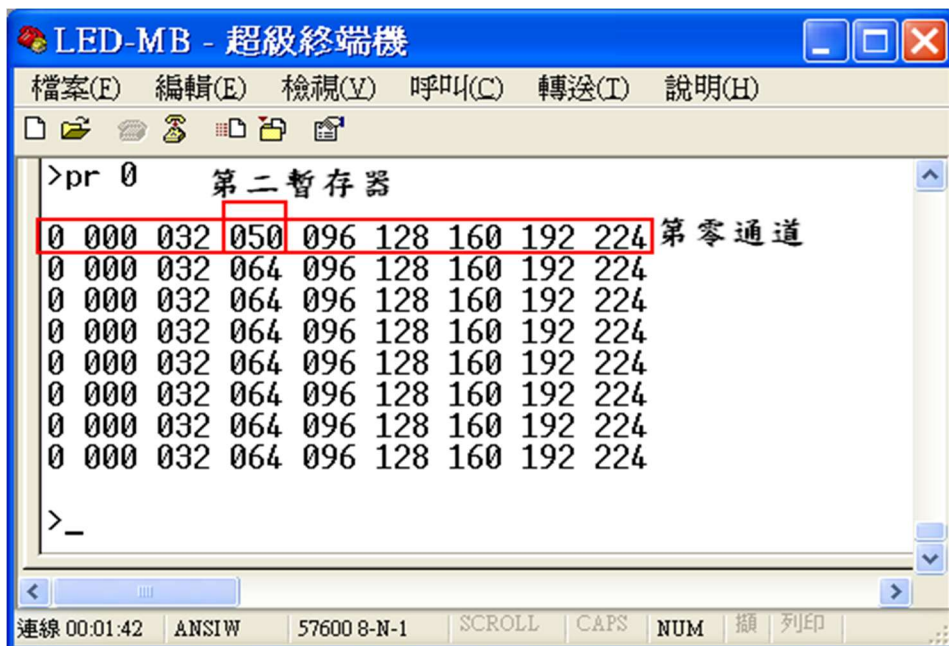 LED-MB - 超級終端機
檔案(F) 編輯(E) 檢視(V) 呼叫(C) 轉送(T) 說明(H)
>pr 0 第二暫存器
0 000 032 050 096 128 160 192 224 第零通道
0 000 032 064 096 128 160 192 224
0 000 032 064 096 128 160 192 224
0 000 032 064 096 128 160 192 224
0 000 032 064 096 128 160 192 224
0 000 032 064 096 128 160 192 224
0 000 032 064 096 128 160 192 224
0 000 032 064 096 128 160 192 224
>_
連線 00:01:42 ANSIW 57600 8-N-1 SCROLL CAPS NUM 擷 列印